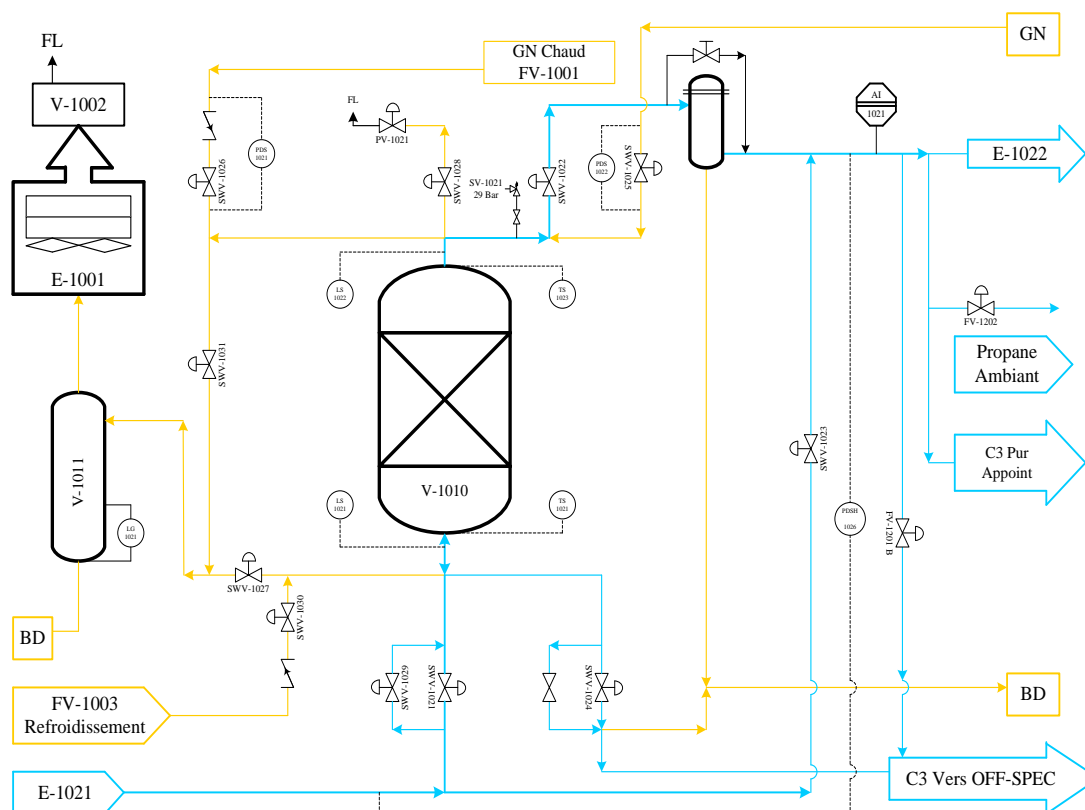 FL
V-1002
E-1001
GN Chaud
FV-1001
GN
SWV-1026
PDS
1021
FL
PV-1021
SWV-1028
SV-1021
29 Bar
SWV-1022
PDS
1022
SWV-1025
AI
1021
E-1022
LS
1022
TS
1023
FV-1202
SWV-1031
Propane
Ambiant
V-1011
LG
1021
V-1010
SWV-1023
C3 Pur
Appoint
LS
1021
TS
1021
PDSH
1026
FV-1201 B
SWV-1027
SWV-1030
BD
SWV-1029
SWV-1021
SWV-1024
BD
FV-1003
Refroidissement
E-1021
C3 Vers OFF-SPEC